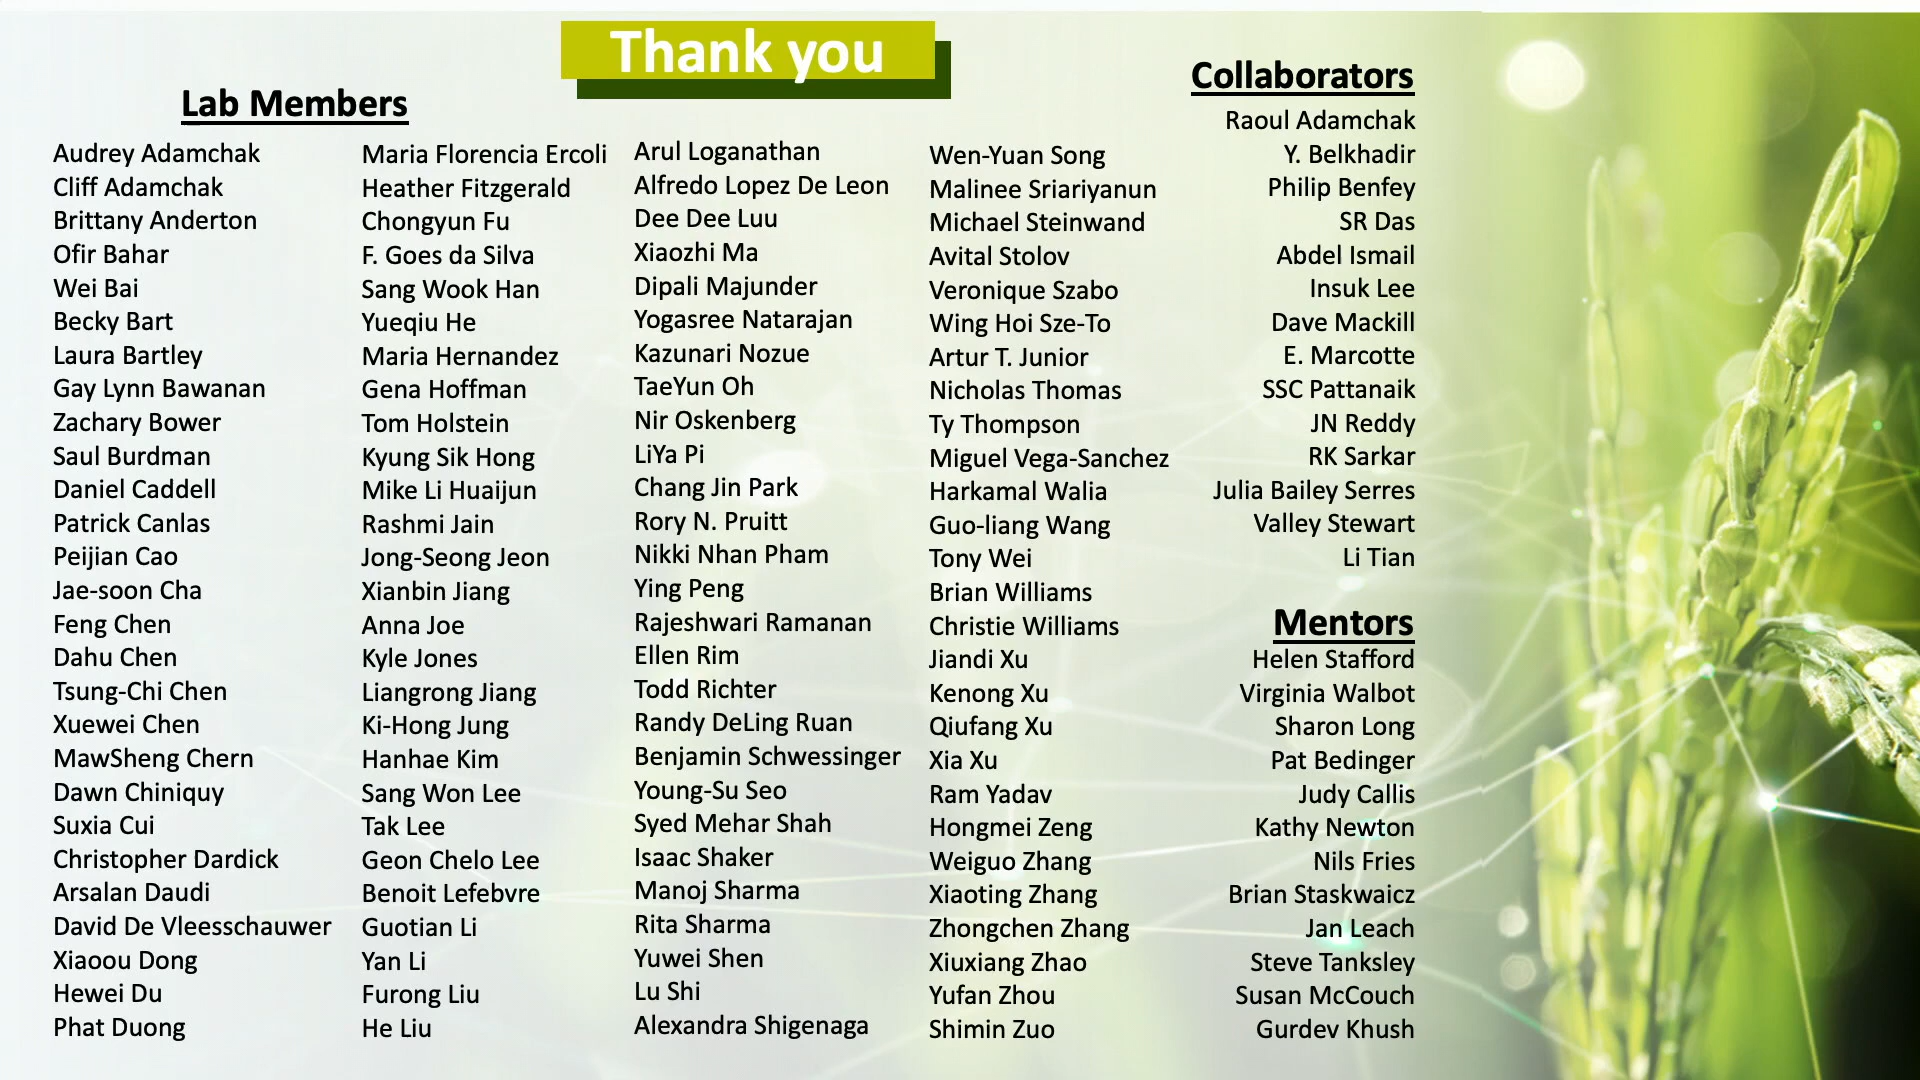 Thank you
Lab Members
Audrey Adamchak
Cliff Adamchak
Brittany Anderton
Ofir Bahar
Wei Bai
Becky Bart
Laura Bartley
Gay Lynn Bawanan
Zachary Bower
Saul Burdman
Daniel Caddell
Patrick Canlas
Peijian Cao
Jae-soon Cha
Feng Chen
Dahu Chen
Tsung-Chi Chen
Xuewei Chen
MawSheng Chern
Dawn Chiniquy
Suxia Cui
Christopher Dardick
Arsalan Daudi
David De Vleesschauwer
Xiaoou Dong
Hewei Du
Phat Duong
Maria Florencia Ercoli
Heather Fitzgerald
Chongyun Fu
F. Goes da Silva
Sang Wook Han
Yueqiu He
Maria Hernandez
Gena Hoffman
Tom Holstein
Kyung Sik Hong
Mike Li Huaijun
Rashmi Jain
Jong-Seong Jeon
Xianbin Jiang
Anna Joe
Kyle Jones
Liangrong Jiang
Ki-Hong Jung
Hanhae Kim
Sang Won Lee
Tak Lee
Geon Chelo Lee
Benoit Lefebvre
Guotian Li
Yan Li
Furong Liu
He Liu
Arul Loganathan
Alfredo Lopez De Leon
Dee Dee Luu
Xiaozhi Ma
Dipali Majunder
Yogasree Natarajan
Kazunari Nozue
TaeYun Oh
Nir Oskenberg
LiYa Pi
Chang Jin Park
Rory N. Pruitt
Nikki Nhan Pham
Ying Peng
Rajeshwari Ramanan
Ellen Rim
Todd Richter
Randy DeLing Ruan
Benjamin Schwessinger
Young-Su Seo
Syed Mehar Shah
Isaac Shaker
Manoj Sharma
Rita Sharma
Yuwei Shen
Lu Shi
Alexandra Shigenaga
Wen-Yuan Song
Malinee Sriariyanun
Michael Steinwand
Avital Stolov
Veronique Szabo
Wing Hoi Sze-To
Artur T. Junior
Nicholas Thomas
Ty Thompson
Miguel Vega-Sanchez
Harkamal Walia
Guo-liang Wang
Tony Wei
Brian Williams
Christie Williams
Jiandi Xu
Kenong Xu
Qiufang Xu
Xia Xu
Ram Yadav
Hongmei Zeng
Weiguo Zhang
Xiaoting Zhang
Zhongchen Zhang
Xiuxiang Zhao
Yufan Zhou
Shimin Zuo
Collaborators
Raoul Adamchak
Y. Belkhadir
Philip Benfey
SR Das
Abdel Ismail
Insuk Lee
Dave Mackill
E. Marcotte
SSC Pattanaik
JN Reddy
RK Sarkar
Julia Bailey Serres
Valley Stewart
Li Tian
Mentors
Helen Stafford
Virginia Walbot
Sharon Long
Pat Bedinger
Judy Callis
Kathy Newton
Nils Fries
Brian Staskwaicz
Jan Leach
Steve Tanksley
Susan McCouch
Gurdev Khush